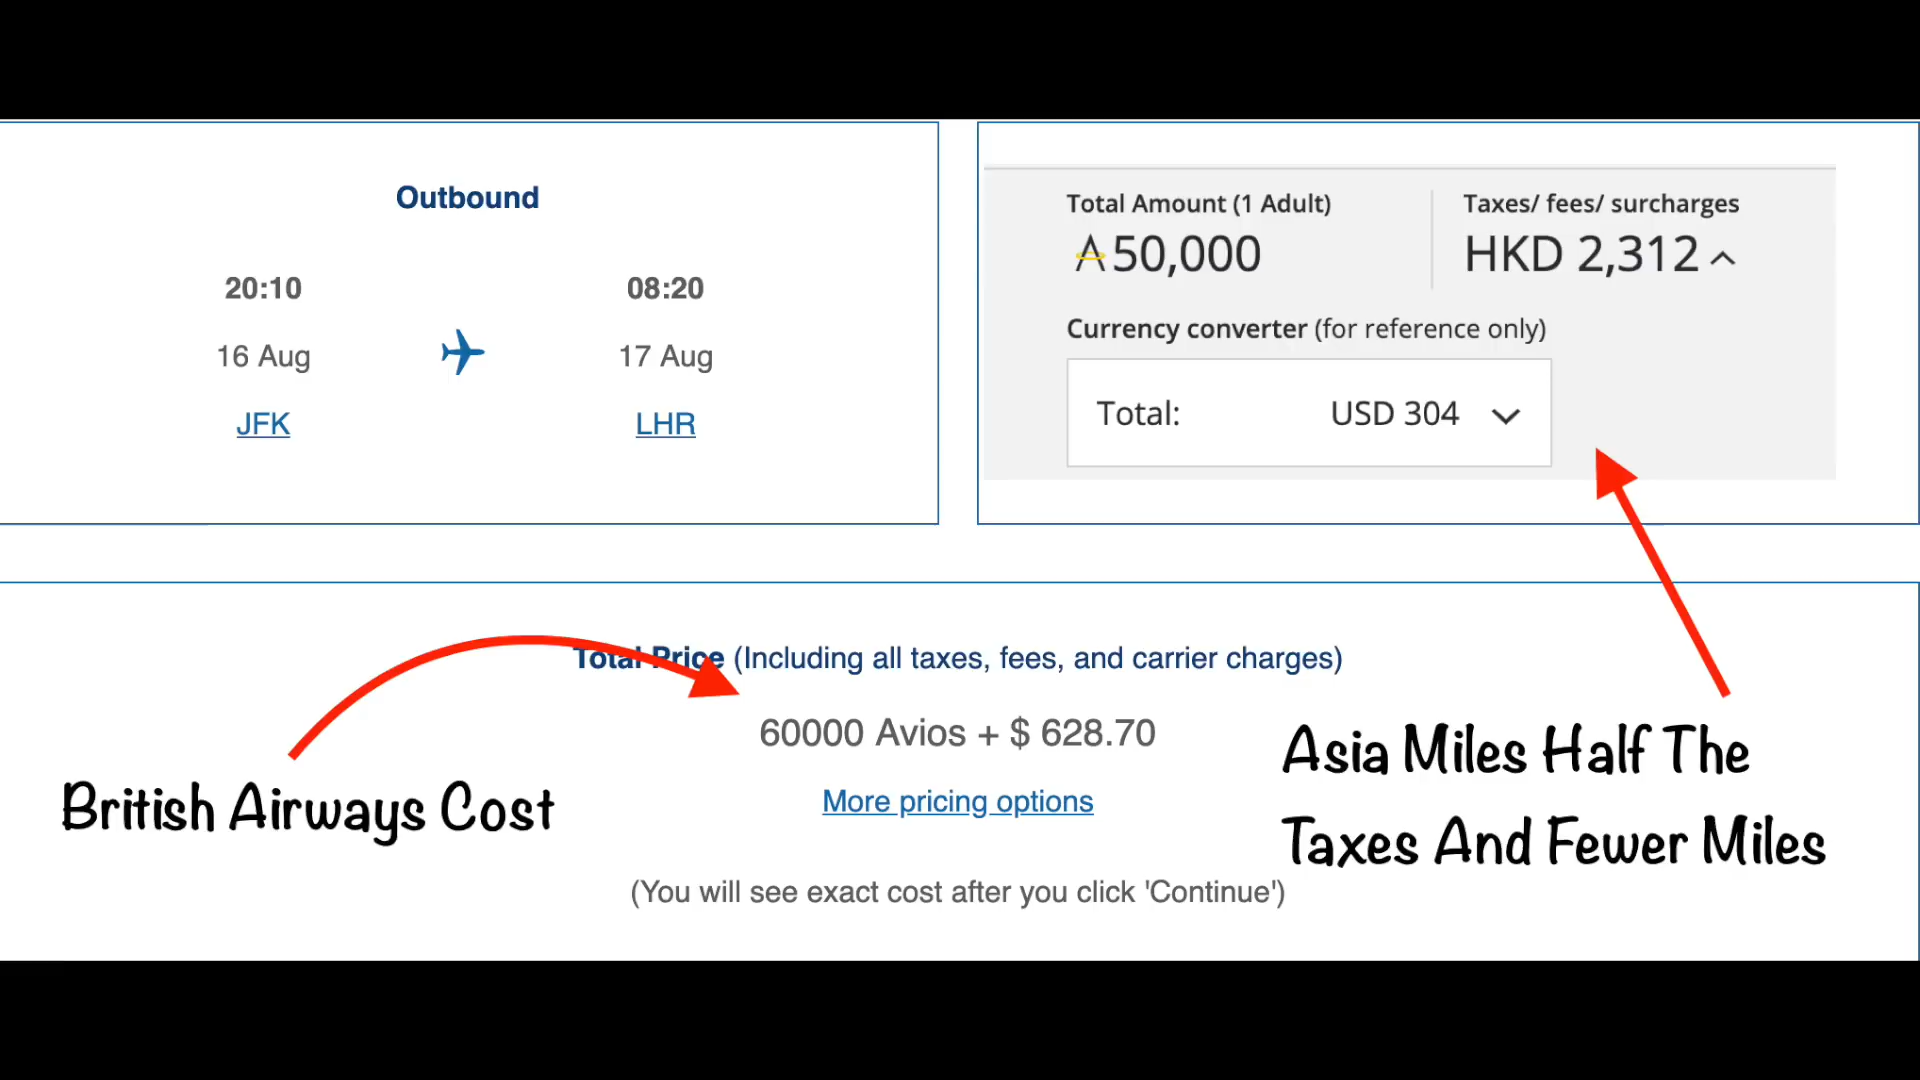 Outbound
20:10
08:20
16 Aug
17 Aug
JFK
LHR
Total Amount (1 Adult)
Taxes/ fees/ surcharges
50,000
HKD 2,312
Currency converter (for reference only)
Total: USD 304
Total Price (Including all taxes, fees, and carrier charges)
60000 Avios + $ 628.70
More pricing options
(You will see exact cost after you click 'Continue')
British Airways Cost
Asia Miles Half The
Taxes And Fewer Miles